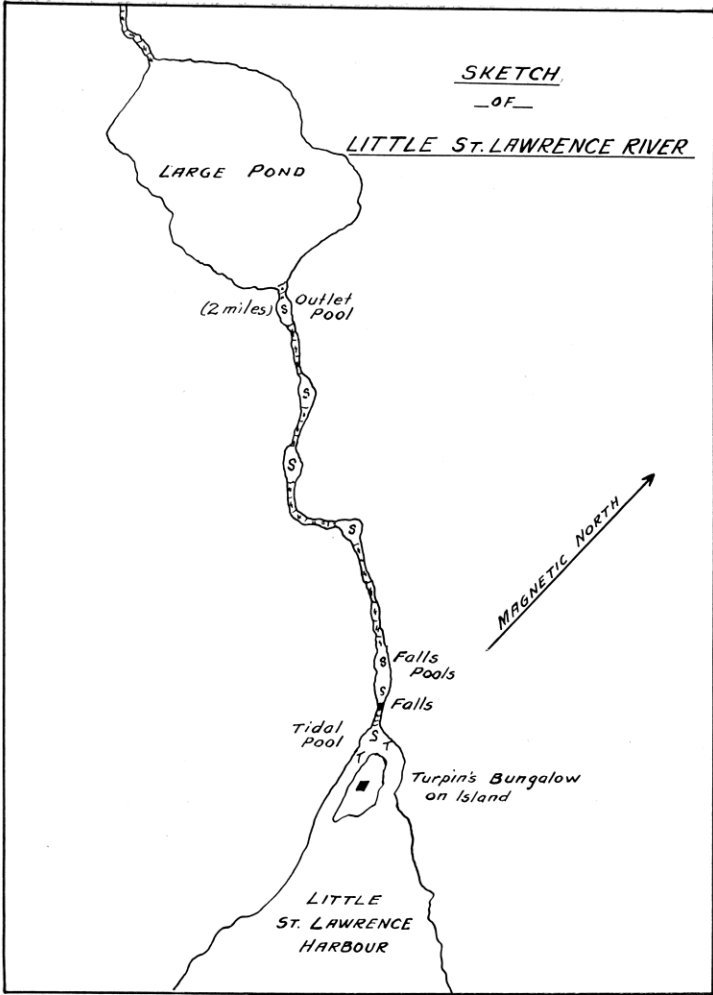 SKETCH
OF
LITTLE ST. LAWRENCE RIVER
LARGE POND
(2 miles)
S
Outlet
Pool
S
S
S
MAGNETIC NORTH
S
Falls
Pools
S
Falls
Tidal
Pool
S
T
T
Turpin's Bungalow
on Island
LITTLE
ST. LAWRENCE
HARBOUR